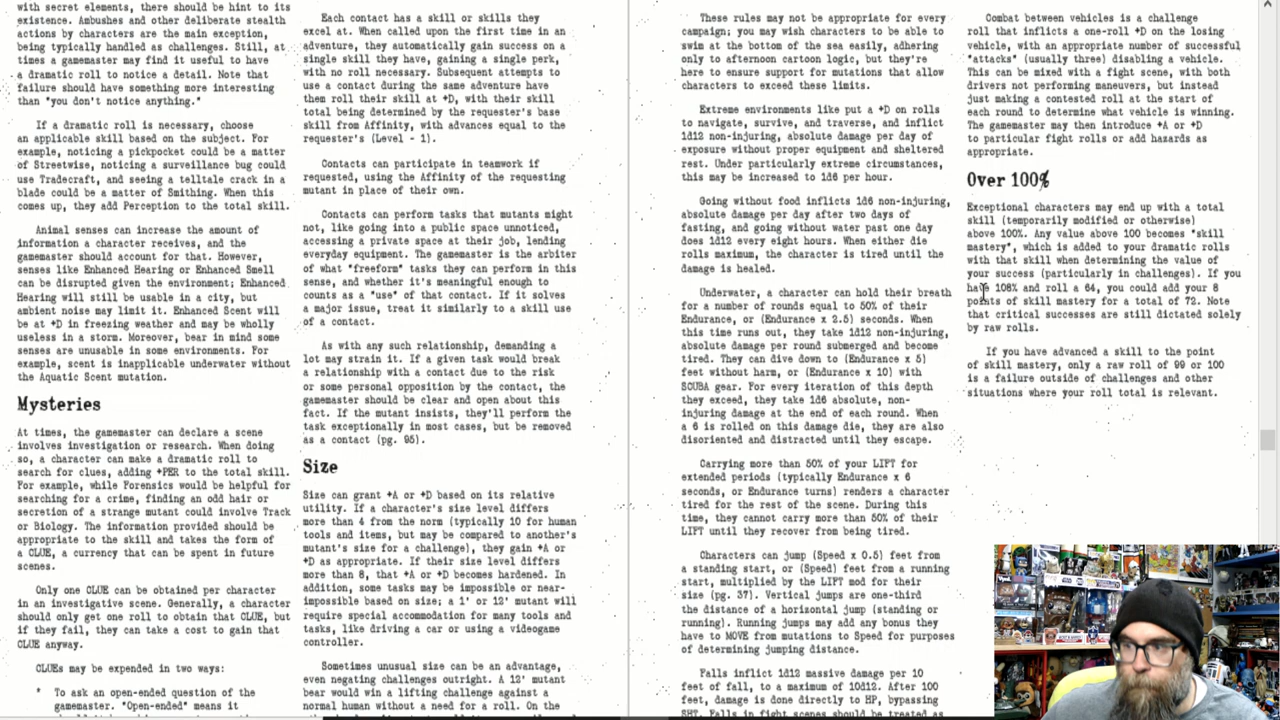 with secret elements, there should be hint to its
existence. Ambushes and other deliberate stealth
actions by characters are the main exception,
being typically handled as challenges. Still, at
times a gamemaster may find it useful to have
a dramatic roll to notice a detail. Note that
failure should have something more interesting
than "you don't notice anything."
If a dramatic roll is necessary, choose
an applicable skill based on the subject. For
example, noticing a pickpocket could be a matter
of Streetwise, noticing a surveillance bug could
use Tradecraft, and seeing a telltale crack in a
blade could be a matter of Smithing. When this
comes up, they add Perception to the total skill.
Animal senses can increase the amount of
information a character receives, and the
gamemaster should account for that. However,
senses like Enhanced Hearing or Enhanced Smell
can be disrupted given the environment; Enhanced
Hearing will still be usable in a city, but
ambient noise may limit it. Enhanced Scent will
be at +D in freezing weather and may be wholly
useless in a storm. Moreover, bear in mind some
senses are unusable in some environments. For
example, scent is inapplicable underwater without
the Aquatic Scent mutation.
Mysteries
At times, the gamemaster can declare a scene
involves investigation or research. When doing
so, a character can make a dramatic roll to
search for clues, adding +PER to the total skill.
For example, while Forensics would be helpful for
searching for a crime, finding an odd hair or
secretion of a strange mutant could involve Track
or Biology. The information provided should be
appropriate to the skill and takes the form of
a CLUE, a currency that can be spent in future
scenes.
Only one CLUE can be obtained per character
in an investigative scene. Generally, a character
should only get one roll to obtain that CLUE, but
if they fail, they can take a cost to gain that
CLUE anyway.
CLUEs may be expended in two ways:
* To ask an open-ended question of the
gamemaster. "Open-ended" means it
Each contact has a skill or skills they
excel at. When called upon the first time in an
adventure, they automatically gain success on a
single skill they have, gaining a single perk,
with no roll necessary. Subsequent attempts to
use a contact during the same adventure have
them roll their skill at +D, with their skill
total being determined by the requester's base
skill from Affinity, with advances equal to the
requester's (Level - 1).
Contacts can participate in teamwork if
requested, using the Affinity of the requesting
mutant in place of their own.
Contacts can perform tasks that mutants might
not, like going into a public space unnoticed,
accessing a private space at their job, lending
everyday equipment. The gamemaster is the arbiter
of what "freeform" tasks they can perform in this
sense, and whether it's meaningful enough to
counts as a "use" of that contact. If it solves
a major issue, treat it similarly to a skill use
of a contact.
As with any such relationship, demanding a
lot may strain it. If a given task would break
a relationship with a contact due to the risk
or some personal opposition by the contact, the
gamemaster should be clear and open about this
fact. If the mutant insists, they'll perform the
task exceptionally in most cases, but be removed
as a contact (pg. 95).
Size
Size can grant +A or +D based on its relative
utility. If a character's size level differs
more than 4 from the norm (typically 10 for human
tools and items, but may be compared to another's
mutant's size for a challenge), they gain +A or
+D as appropriate. If their size level differs
more than 8, that +A or +D becomes hardened. In
addition, some tasks may be impossible or near-
impossible based on size; a 1' or 12' mutant will
require special accommodation for many tools and
tasks, like driving a car or using a videogame
controller.
Sometimes unusual size can be an advantage,
even negating challenges outright. A 12' mutant
bear would win a lifting challenge against a
normal human without a need for a roll. On the
These rules may not be appropriate for every
campaign; you may wish characters to be able to
swim at the bottom of the sea easily, adhering
only to afternoon cartoon logic, but they're
here to ensure support for mutations that allow
characters to exceed these limits.
Extreme environments like put a +D on rolls
to navigate, survive, and traverse, and inflict
1d12 non-injuring, absolute damage per day of
exposure without proper equipment and sheltered
rest. Under particularly extreme circumstances,
this may be increased to 1d6 per hour.
Going without food inflicts 1d6 non-injuring,
absolute damage per day after two days of
fasting, and going without water past one day
does 1d12 every eight hours. When either die
rolls maximum, the character is tired until the
damage is healed.
Underwater, a character can hold their breath
for a number of rounds equal to 50% of their
Endurance, or (Endurance x 2.5) seconds. When
this time runs out, they take 1d12 non-injuring,
absolute damage per round submerged and become
tired. They can dive down to (Endurance x 5)
feet without harm, or (Endurance x 10) with
SCUBA gear. For every iteration of this depth
they exceed, they take 1d6 absolute, non-
injuring damage at the end of each round. When
a 6 is rolled on this damage die, they are also
disoriented and distracted until they escape.
Carrying more than 50% of your LIFT for
extended periods (typically Endurance x 6
seconds, or Endurance turns) renders a character
tired for the rest of the scene. During this
time, they cannot carry more than 50% of their
LIFT until they recover from being tired.
Characters can jump (Speed x 0.5) feet from
a standing start, or (Speed) feet from a running
start, multiplied by the LIFT mod for their
size (pg. 37). Vertical jumps are one-third
the distance of a horizontal jump (standing or
running). Running jumps may add any bonus they
have to MOVE from mutations to Speed for purposes
of determining jumping distance.
Falls inflict 1d12 massive damage per 10
feet of fall, to a maximum of 10d12. After 100
feet, damage is done directly to HP, bypassing
SHT. Falls in fight scenes should be treated as
Combat between vehicles is a challenge
roll that inflicts a one-roll +D on the losing
vehicle, with an appropriate number of successful
"attacks" (usually three) disabling a vehicle.
This can be mixed with a fight scene, with both
drivers not performing maneuvers, but instead
just making a contested roll at the start of
each round to determine what vehicle is winning.
The gamemaster may then introduce +A or +D
to particular fight rolls or add hazards as
appropriate.
Over 100%
Exceptional characters may end up with a total
skill (temporarily modified or otherwise)
above 100%. Any value above 100 becomes "skill
mastery", which is added to your dramatic rolls
with that skill when determining the value of
your success (particularly in challenges). If you
have 108% and roll a 64, you could add your 8
points of skill mastery for a total of 72. Note
that critical successes are still dictated solely
by raw rolls.
If you have advanced a skill to the point
of skill mastery, only a raw roll of 99 or 100
is a failure outside of challenges and other
situations where your roll total is relevant.